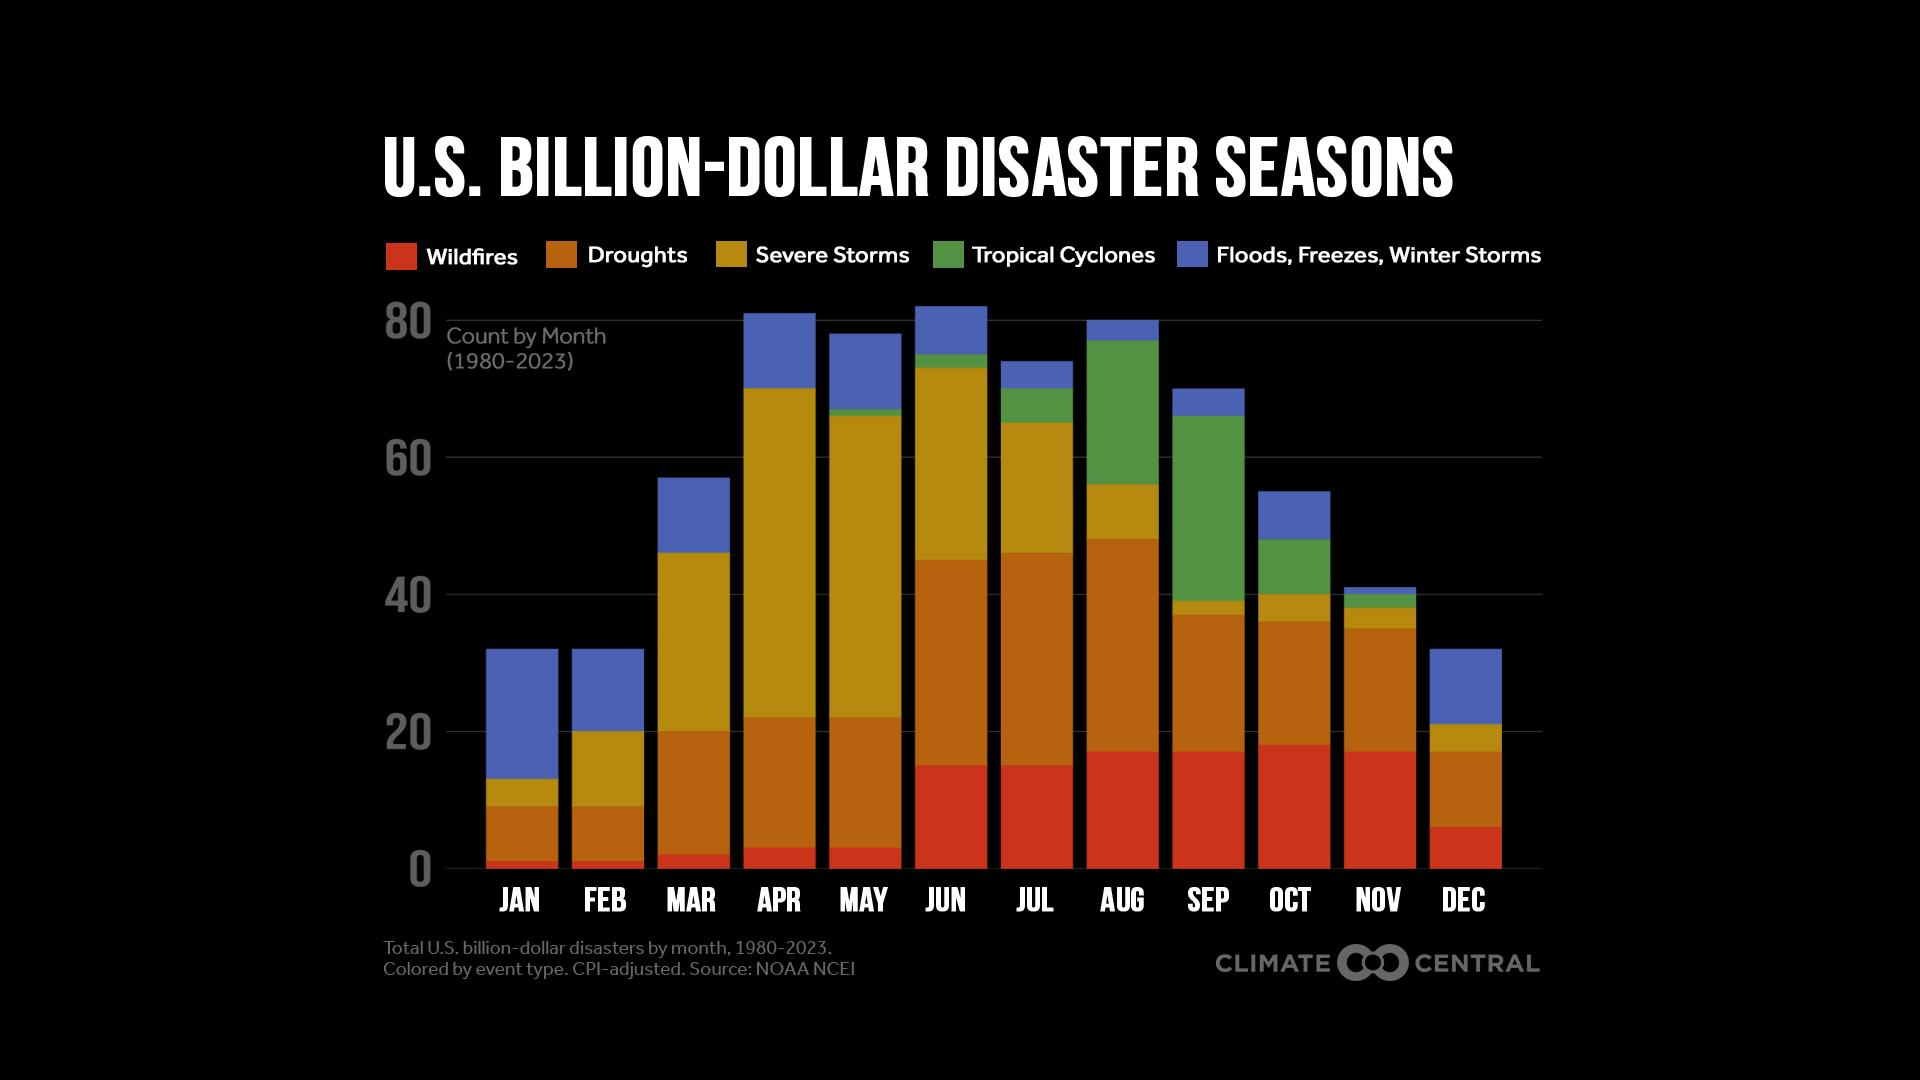 U.S. BILLION-DOLLAR DISASTER SEASONS
Wildfires Droughts Severe Storms Tropical Cyclones Floods, Freezes, Winter Storms
80
Count by Month
(1980-2023)
60
40
20
0
JAN FEB MAR APR MAY JUN JUL AUG SEP OCT NOV DEC
Total U.S. billion-dollar disasters by month, 1980-2023.
Colored by event type. CPI-adjusted. Source: NOAA NCEI
CLIMATE CENTRAL